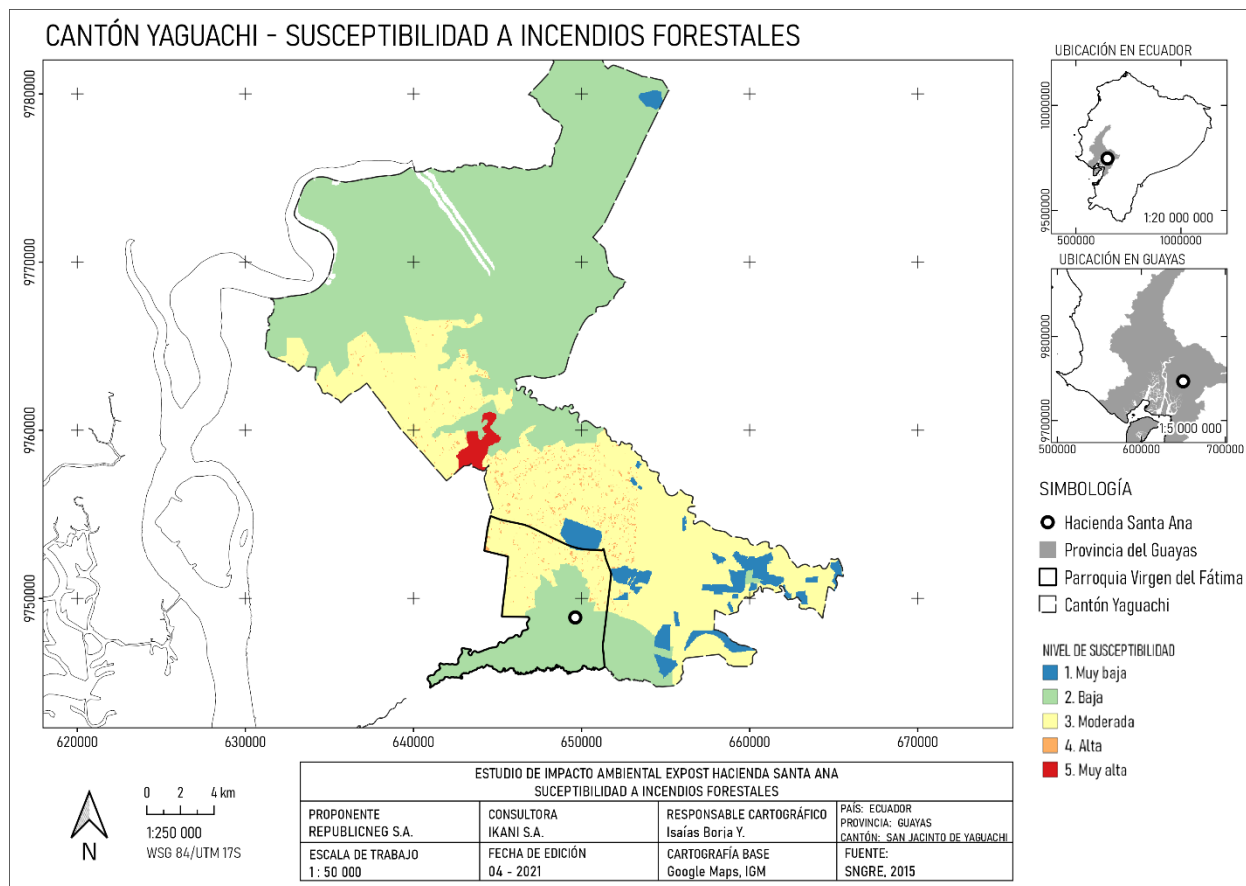 CANTÓN YAGUACHI - SUSCEPTIBILIDAD A INCENDIOS FORESTALES
9780000
9770000
9760000
9750000
620000
630000
640000
650000
660000
670000
UBICACIÓN EN ECUADOR
10000000
9500000
1:20 000 000
500000
1000000
UBICACIÓN EN GUAYAS
9800000
9700000
1:5 000 000
500000
600000
700000
SIMBOLOGÍA
Hacienda Santa Ana
Provincia del Guayas
Parroquia Virgen del Fátima
Cantón Yaguachi
NIVEL DE SUSCEPTIBILIDAD
1. Muy baja
2. Baja
3. Moderada
4. Alta
5. Muy alta
N
0 2 4 km
1:250 000
WSG 84/UTM 17S
ESTUDIO DE IMPACTO AMBIENTAL EXPOST HACIENDA SANTA ANA
SUCEPTIBILIDAD A INCENDIOS FORESTALES
PROPONENTE
REPUBLICNEG S.A.
CONSULTORA
IKANI S.A.
RESPONSABLE CARTOGRÁFICO
Isaías Borja Y.
PAÍS: ECUADOR
PROVINCIA: GUAYAS
CANTÓN: SAN JACINTO DE YAGUACHI
ESCALA DE TRABAJO
1 : 50 000
FECHA DE EDICIÓN
04 - 2021
CARTOGRAFÍA BASE
Google Maps, IGM
FUENTE:
SNGRE, 2015